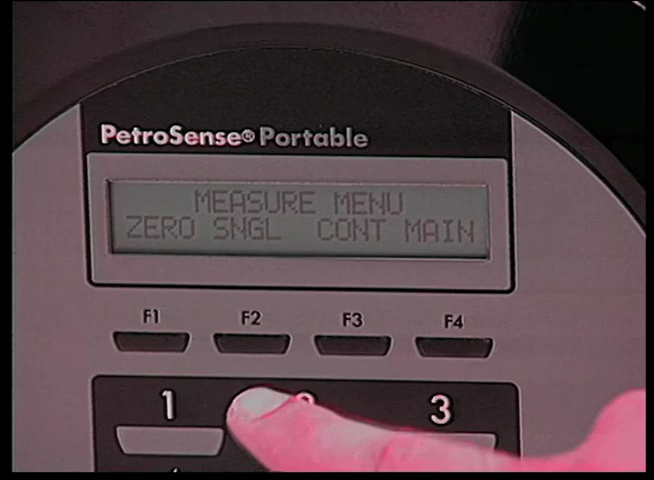 PetroSense® Portable
MEASURE MENU
ZERO SNGL CONT MAIN
F1 F2 F3 F4
1 3